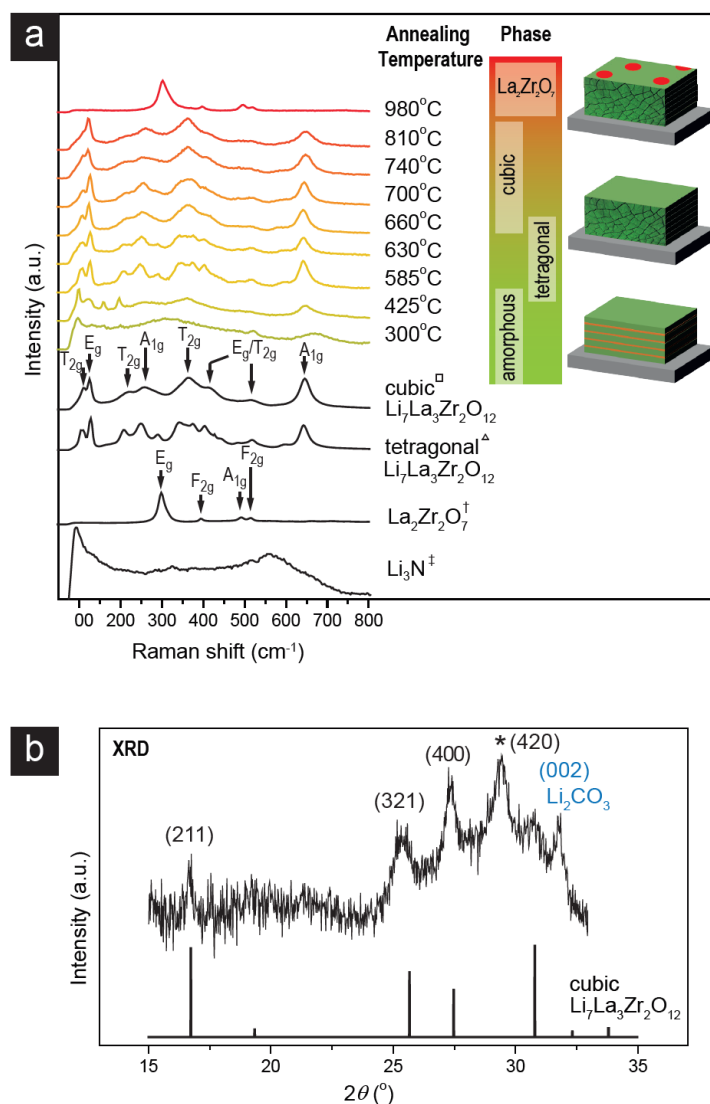 a
Annealing
Temperature
Phase
980°C
810°C
740°C
700°C
660°C
630°C
585°C
425°C
300°C
La2Zr2O7
cubic
tetragonal
amorphous
Intensity (a.u.)
T2g
Eg
T2g
A1g
T2g
Eg/T2g
A1g
cubic□
Li7La3Zr2O12
tetragonal△
Li7La3Zr2O12
Eg
F2g
A1g
F2g
La2Zr2O7†
Li3N‡
00 200 300 400 500 600 700 800
Raman shift (cm-1)
b
XRD
(211)
(321)
(400)
* (420)
(002)
Li2CO3
Intensity (a.u.)
cubic
Li7La3Zr2O12
15 20 25 30 35
2θ (°)